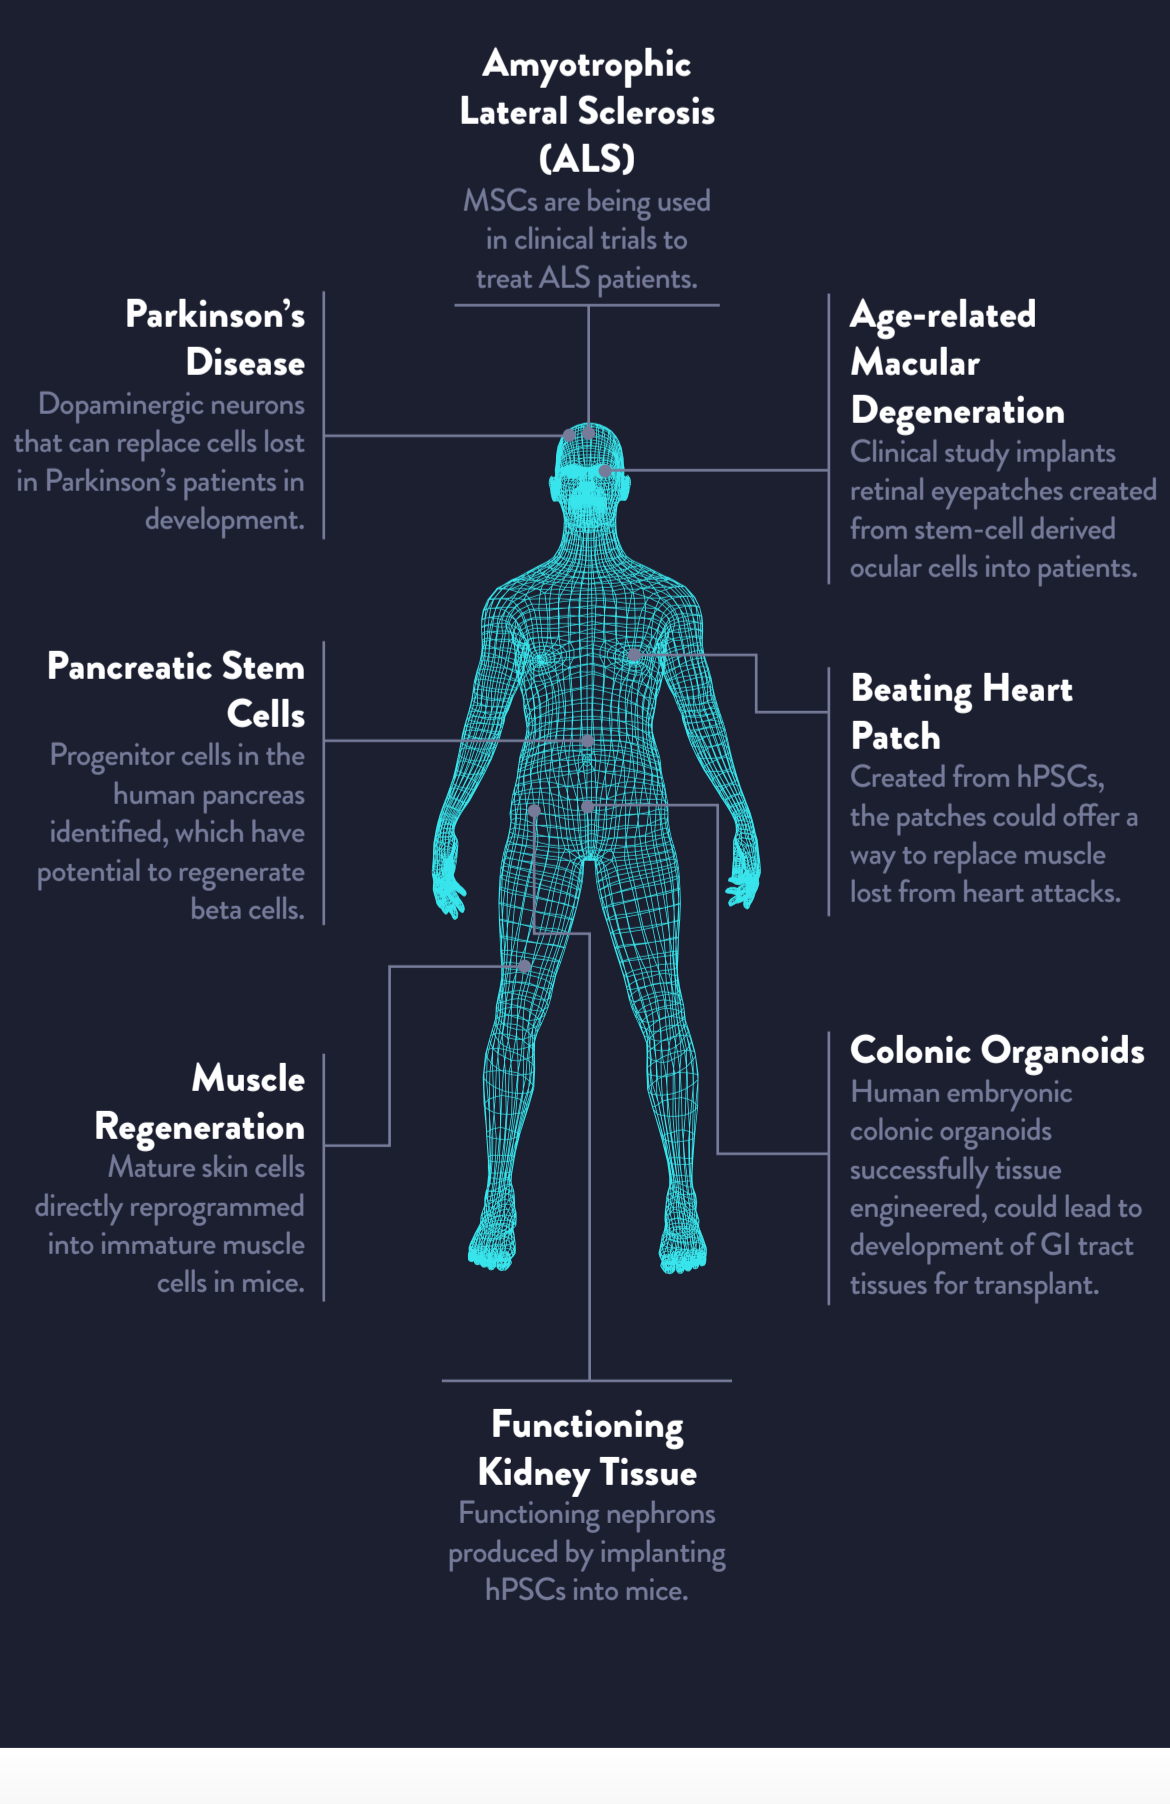 Amyotrophic
Lateral Sclerosis
(ALS)
MSCs are being used
in clinical trials to
treat ALS patients.
Parkinson’s
Disease
Dopaminergic neurons
that can replace cells lost
in Parkinson’s patients in
development.
Age-related
Macular
Degeneration
Clinical study implants
retinal eyepatches created
from stem-cell derived
ocular cells into patients.
Pancreatic Stem
Cells
Progenitor cells in the
human pancreas
identified, which have
potential to regenerate
beta cells.
Beating Heart
Patch
Created from hPSCs,
the patches could offer a
way to replace muscle
lost from heart attacks.
Muscle
Regeneration
Mature skin cells
directly reprogrammed
into immature muscle
cells in mice.
Colonic Organoids
Human embryonic
colonic organoids
successfully tissue
engineered, could lead to
development of GI tract
tissues for transplant.
Functioning
Kidney Tissue
Functioning nephrons
produced by implanting
hPSCs into mice.